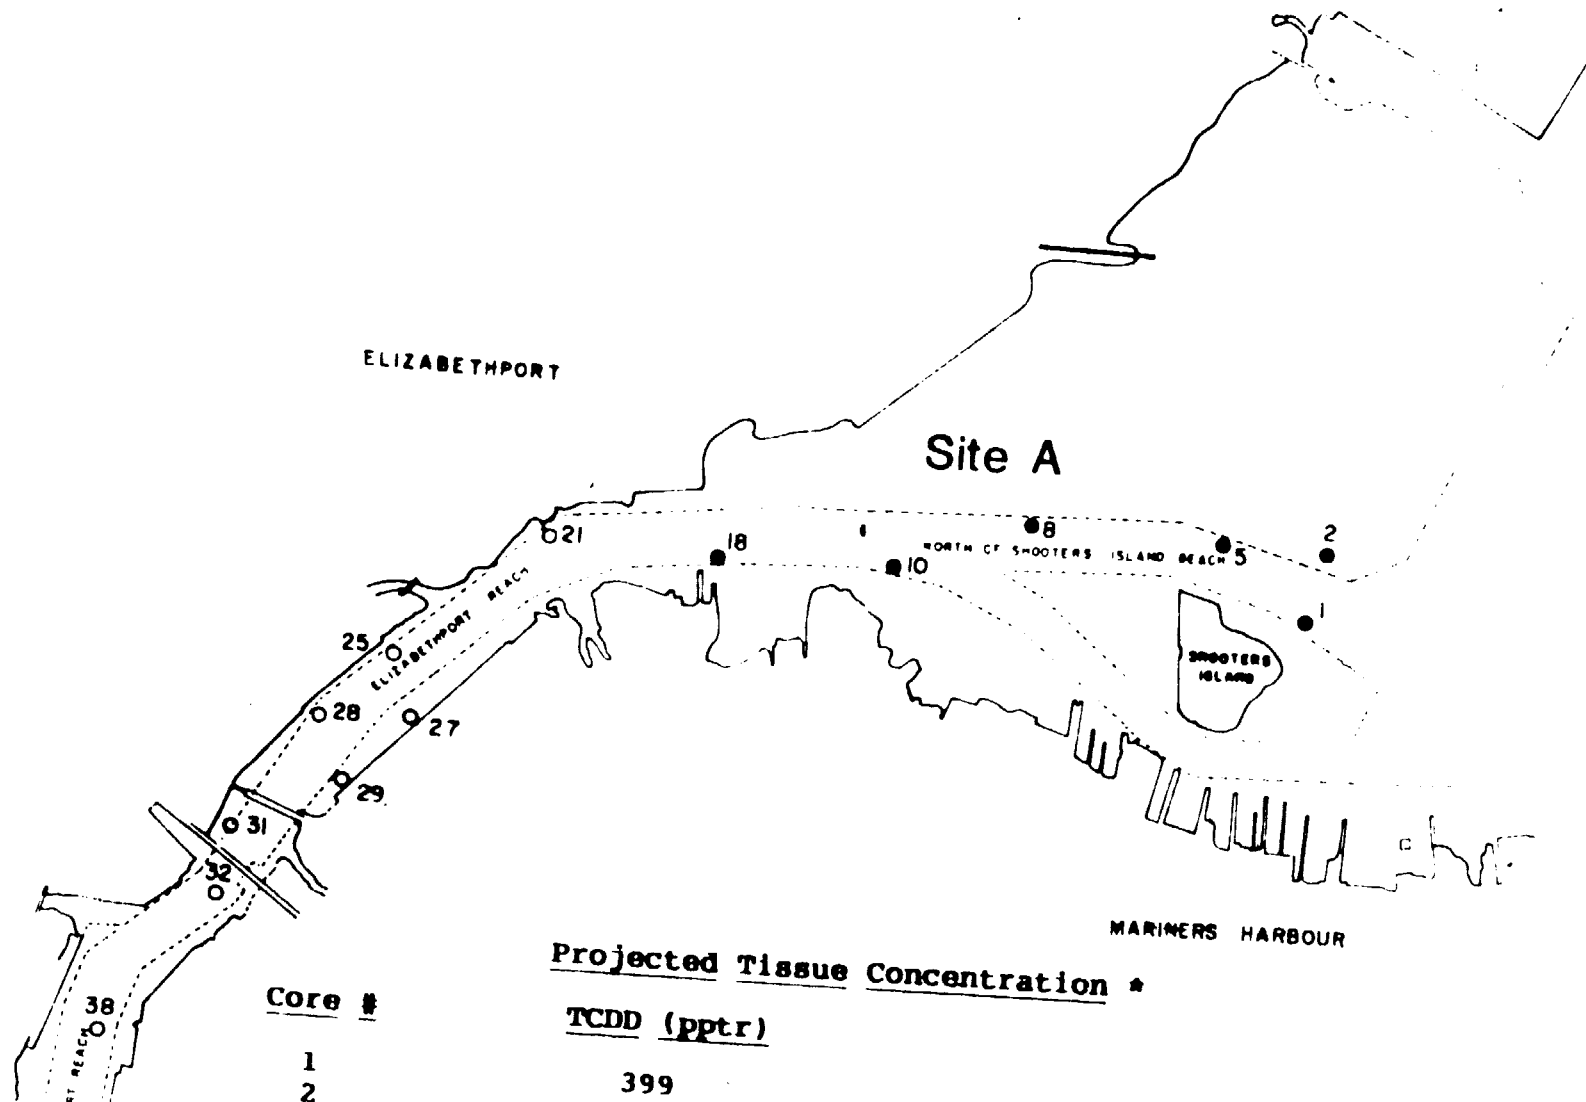 ELIZABETHPORT
Site A
21
18
10
8
NORTH OF SHOOTERS ISLAND BEACH
5
2
1
ELIZABETHPORT REACH
25
28
27
29
31
32
SHOOTERS
ISLAND
MARINERS HARBOUR
38
REACH
Projected Tissue Concentration *
Core #
TCDD (pptr)
1
2
399